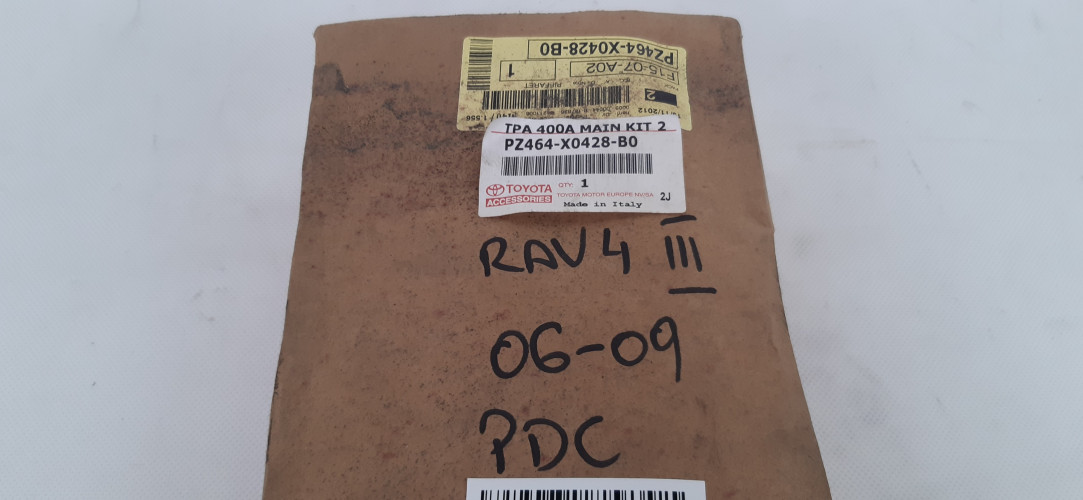 PZ464-X0428-B0
F15-07-A02
1
2
TPA 400A MAIN KIT 2
PZ464-X0428-B0
TOYOTA
ACCESSORIES
QTY: 1
TOYOTA MOTOR EUROPE NV/SA 2J
Made in Italy
RAV4 III
06-09
PDC